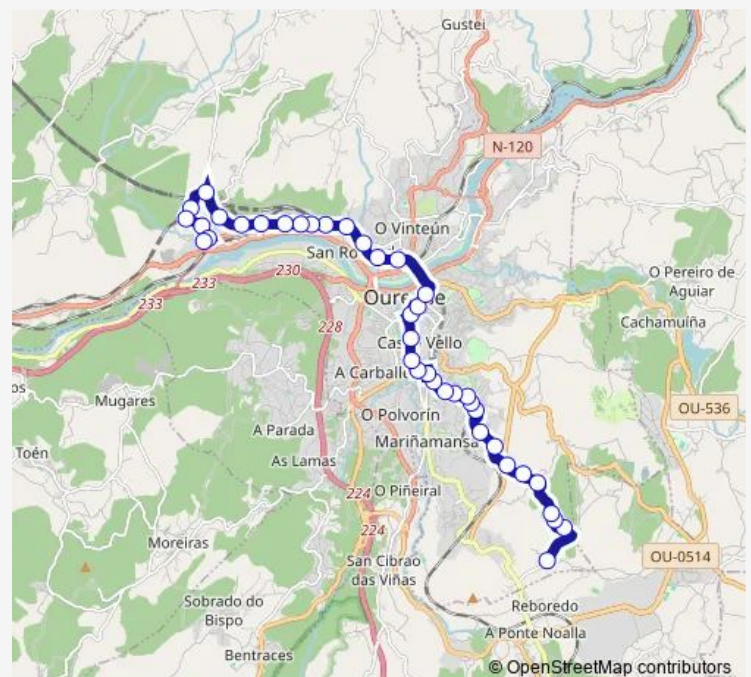 Gustei
N-120
O Vinteún
San Ro
O Pereiro de
Aguiar
233
230
233
Cachamuíña
228
Vello
A Carballe
OU-536
os
Mugares
O Polvorín
A Parada
Mariñamansa
Toén
As Lamas
224
O Piñeiral
224
Moreiras
San Cibrao
das Viñas
OU-0514
Sobrado do
Bispo
Reboredo
A Ponte Noalla
Bentraces
© OpenStreetMap contributors